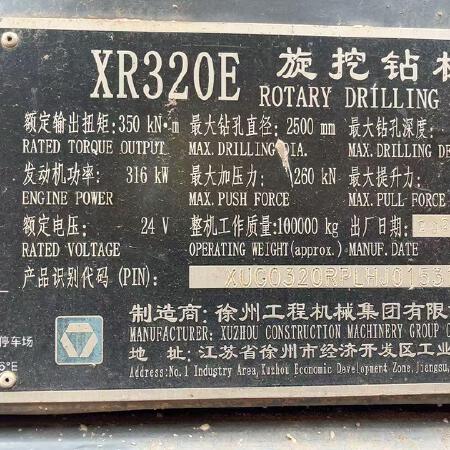 XR320E 旋挖钻机
ROTARY DRILLING
额定输出扭矩: 350 kN·m 最大钻孔直径: 2500 mm 最大钻孔深度:
RATED TORQUE OUTPUT MAX. DRILLING DIA. MAX. DRILLING DE
发动机功率: 316 kW 最大加压力: 260 kN 最大提升力:
ENGINE POWER MAX. PUSH FORCE MAX. PULL FORCE
额定电压: 24 V 整机工作质量: 100000 kg 出厂日期:
RATED VOLTAGE OPERATING WEIGHT (approx.) MANUF. DATE
产品识别代码 (PIN): XUG0320RPLHJ0153
制造商: 徐州工程机械集团有限
MANUFACTURER: XUZHOU CONSTRUCTION MACHINERY GROUP C
停车场
地 址: 江苏省徐州市经济开发区工业
6°E
Address: No.1 Industry Area, Xuzhou Economic Development Zone, Jiangsu,